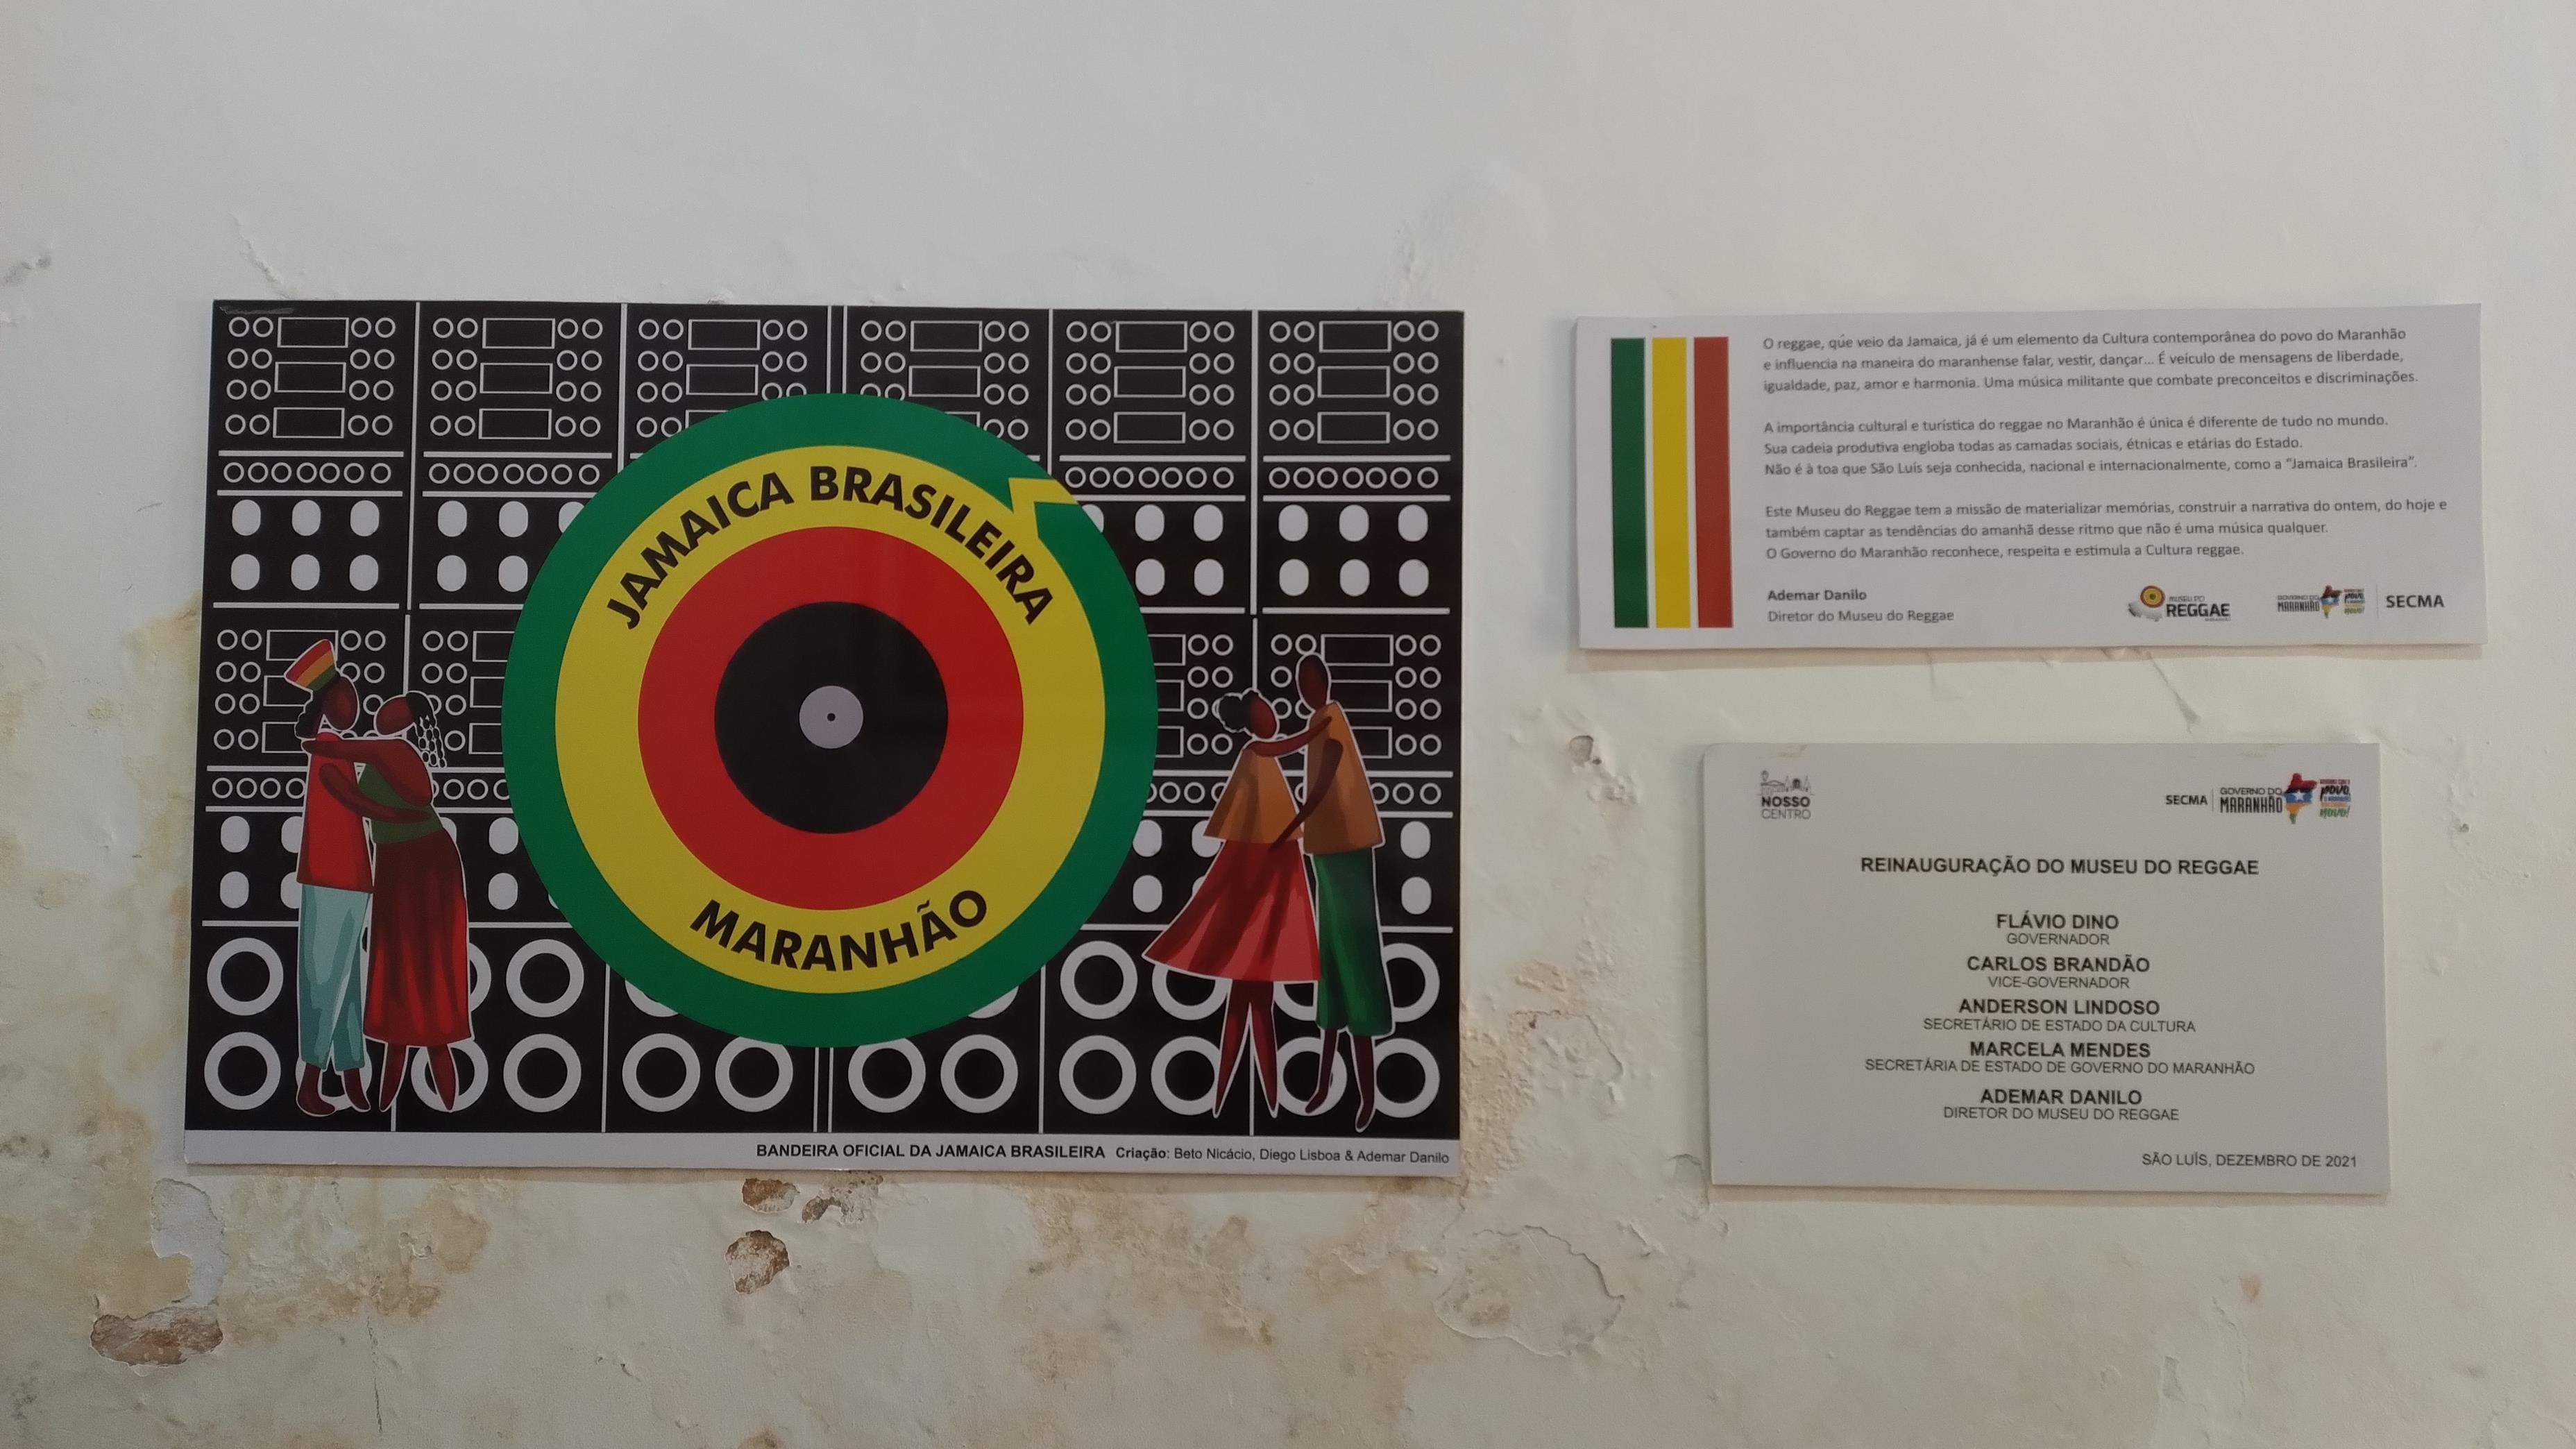 JAMAICA BRASILEIRA
MARANHÃO
BANDEIRA OFICIAL DA JAMAICA BRASILEIRA Criação: Beto Nicácio, Diego Lisboa & Ademar Danilo
O reggae, que veio da Jamaica, já é um elemento da Cultura contemporânea do povo do Maranhão
e influencia na maneira do maranhense falar, vestir, dançar... É veículo de mensagens de liberdade,
igualdade, paz, amor e harmonia. Uma música militante que combate preconceitos e discriminações.
A importância cultural e turística do reggae no Maranhão é única é diferente de tudo no mundo.
Sua cadeia produtiva engloba todas as camadas sociais, étnicas e etárias do Estado.
Não é à toa que São Luís seja conhecida, nacional e internacionalmente, como a “Jamaica Brasileira”.
Este Museu do Reggae tem a missão de materializar memórias, construir a narrativa do ontem, do hoje e
também captar as tendências do amanhã desse ritmo que não é uma música qualquer.
O Governo do Maranhão reconhece, respeita e estimula a Cultura reggae.
Ademar Danilo
Diretor do Museu do Reggae
MUSEU DO
REGGAE
GOVERNO DO
MARANHÃO
SECMA
NOSSO
CENTRO
SECMA
GOVERNO DO
MARANHÃO
REINAUGURAÇÃO DO MUSEU DO REGGAE
FLÁVIO DINO
GOVERNADOR
CARLOS BRANDÃO
VICE-GOVERNADOR
ANDERSON LINDOSO
SECRETÁRIO DE ESTADO DA CULTURA
MARCELA MENDES
SECRETÁRIA DE ESTADO DE GOVERNO DO MARANHÃO
ADEMAR DANILO
DIRETOR DO MUSEU DO REGGAE
SÃO LUÍS, DEZEMBRO DE 2021